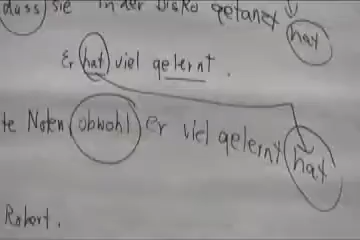 dass sie in der Disko getanzt hat
Er hat viel gelernt.
te Noten obwohl er viel gelernt hat
Robert.